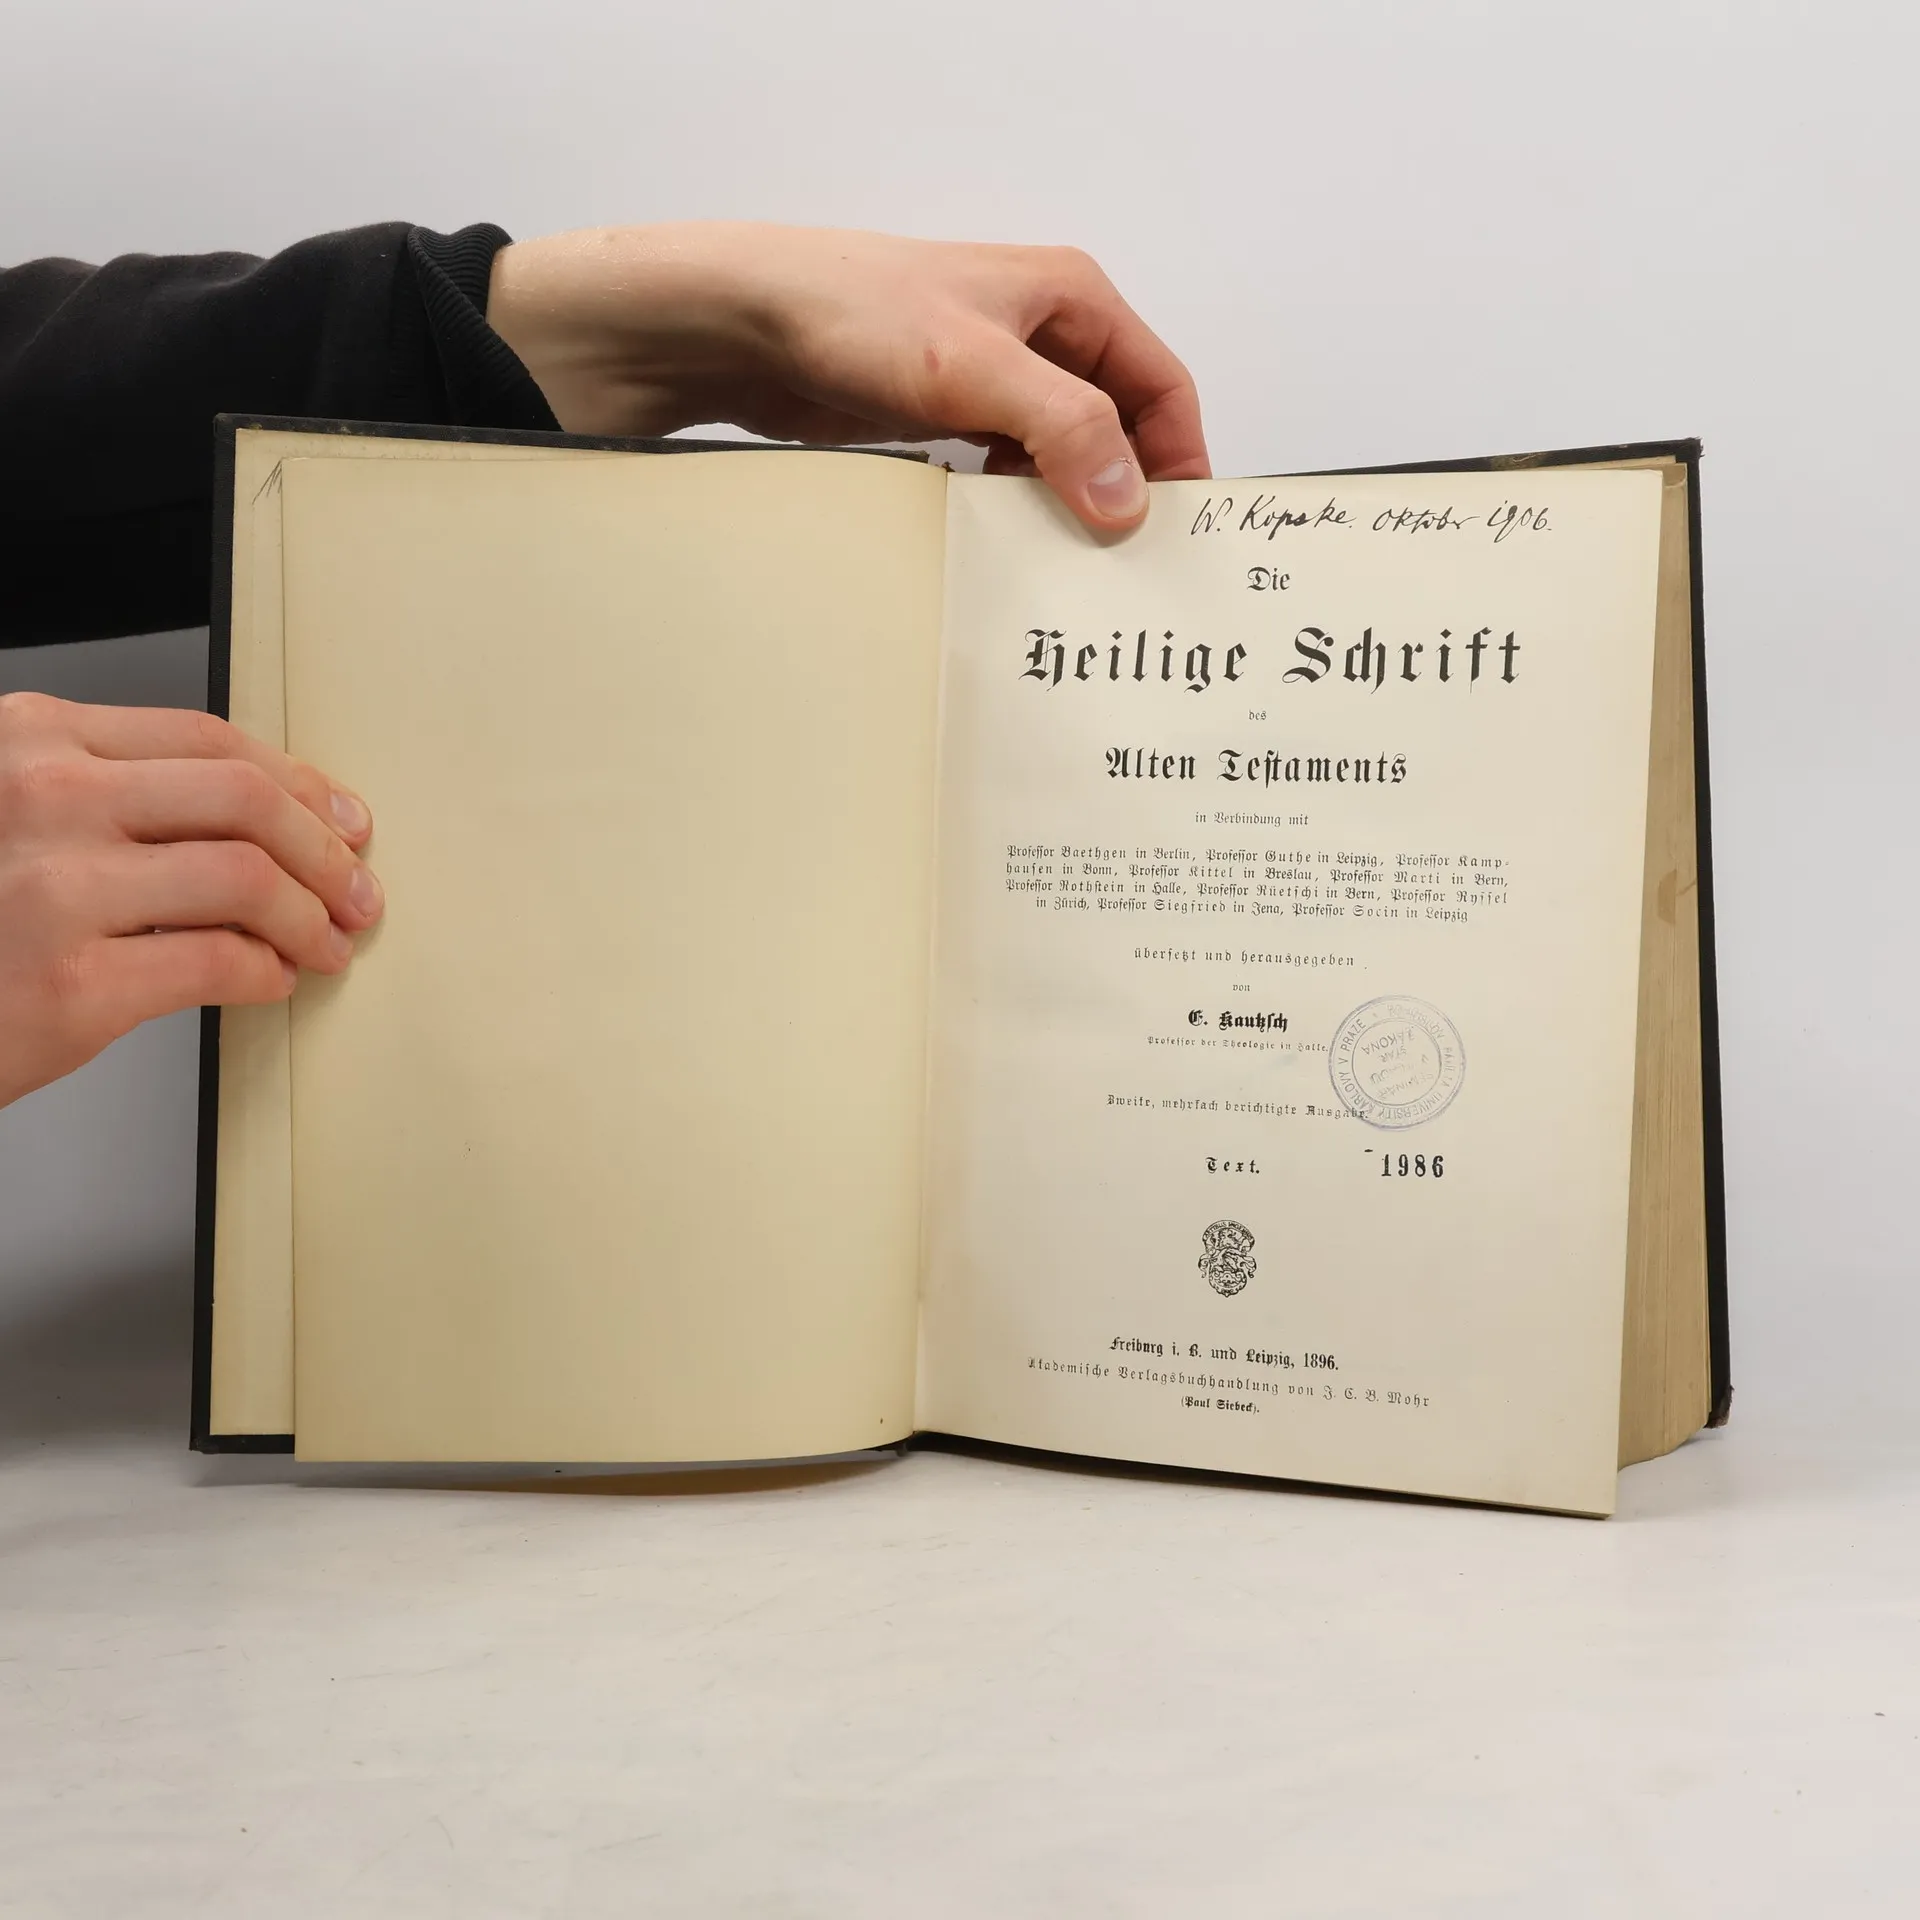 W. Kopske. Oktober 1906.
Die
Heilige Schrift
des
Alten Testaments
in Verbindung mit
Professor Baethgen in Berlin, Professor Guthe in Leipzig, Professor Kamp-
hausen in Bonn, Professor Kittel in Breslau, Professor Marti in Bern,
Professor Rothstein in Halle, Professor Rüetschi in Bern, Professor Ryssel
in Zürich, Professor Siegfried in Jena, Professor Socin in Leipzig
übersetzt und herausgegeben
von
E. Kautzsch
Professor der Theologie in Halle.
UNIVERSITY KARLOVY V PRAZE
ZÁKONA
Zweite, mehrfach berichtigte Ausgabe.
Text.
1986
Freiburg i. B. und Leipzig, 1896.
Akademische Verlagsbuchhandlung von J. C. B. Mohr
(Paul Siebeck).